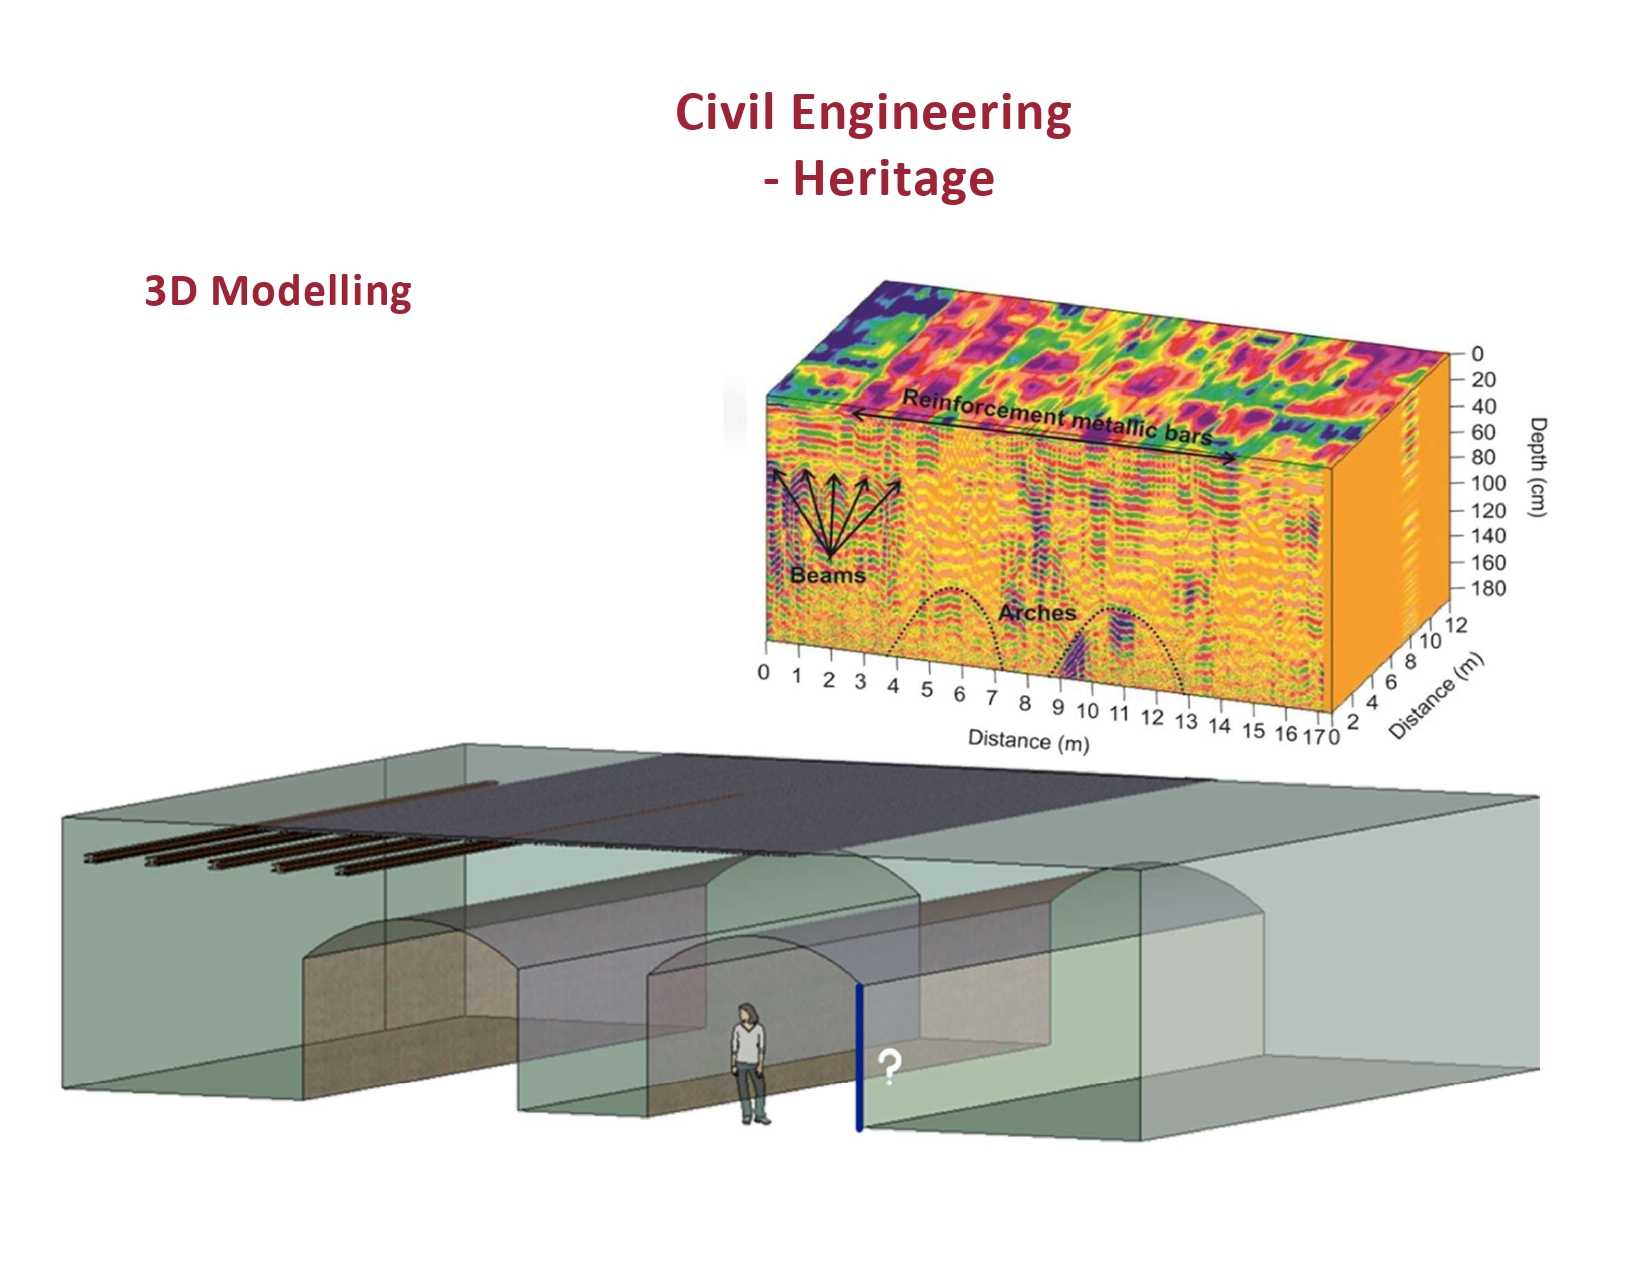 Civil Engineering
- Heritage
3D Modelling
Reinforcement metallic bars
Beams
Arches
0
20
40
60
80
100
120
140
160
180
Depth (cm)
0 1 2 3 4 5 6 7 8 9 10 11 12 13 14 15 16 17
Distance (m)
0 2 4 6 8 10 12
Distance (m)
?